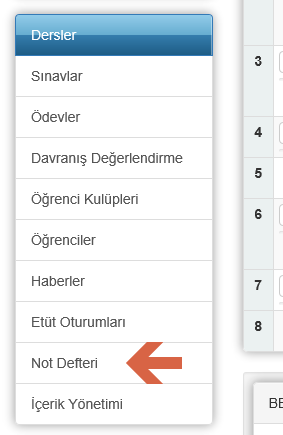 Dersler
Sınavlar
Ödevler
Davranış Değerlendirme
Öğrenci Kulüpleri
Öğrenciler
Haberler
Etüt Oturumları
Not Defteri
İçerik Yönetimi
3
4
5
6
7
8